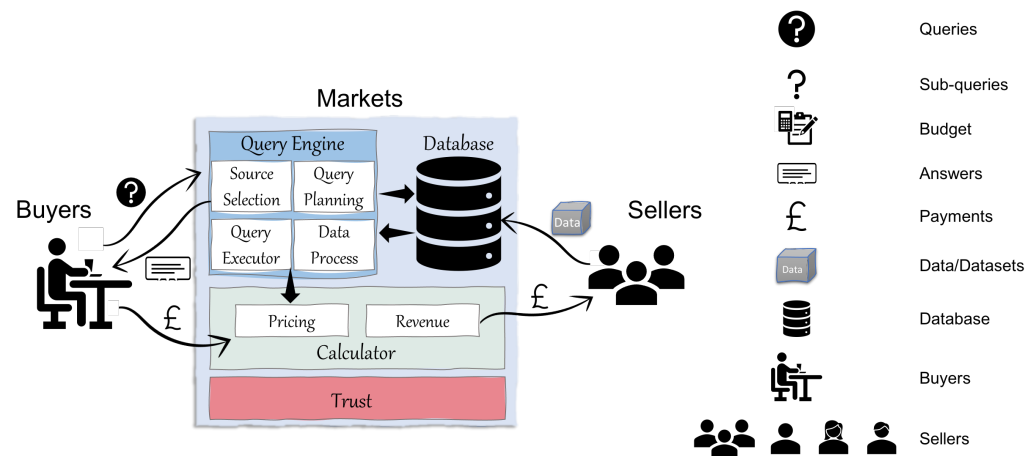 Markets
Query Engine
Source
Selection
Query
Planning
Query
Executor
Data
Process
Database
Buyers
?
£
Pricing
Revenue
Calculator
Trust
Data
Sellers
£
? Queries
? Sub-queries
Budget
Answers
£ Payments
Data Data/Datasets
Database
Buyers
Sellers